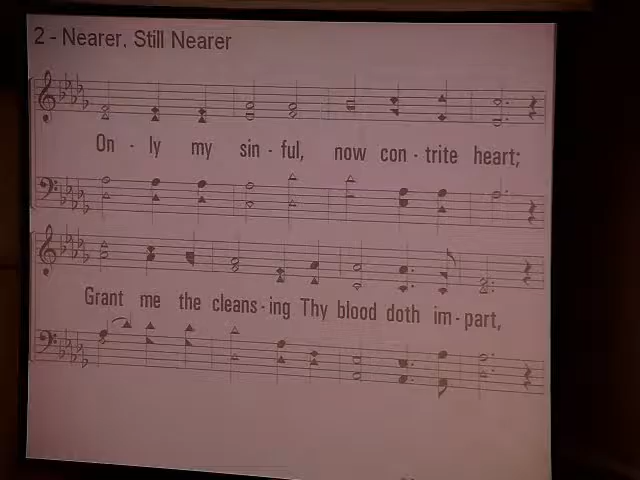 2 - Nearer. Still Nearer
On - ly my sin - ful, now con - trite heart;
Grant me the cleans - ing Thy blood doth im - part,